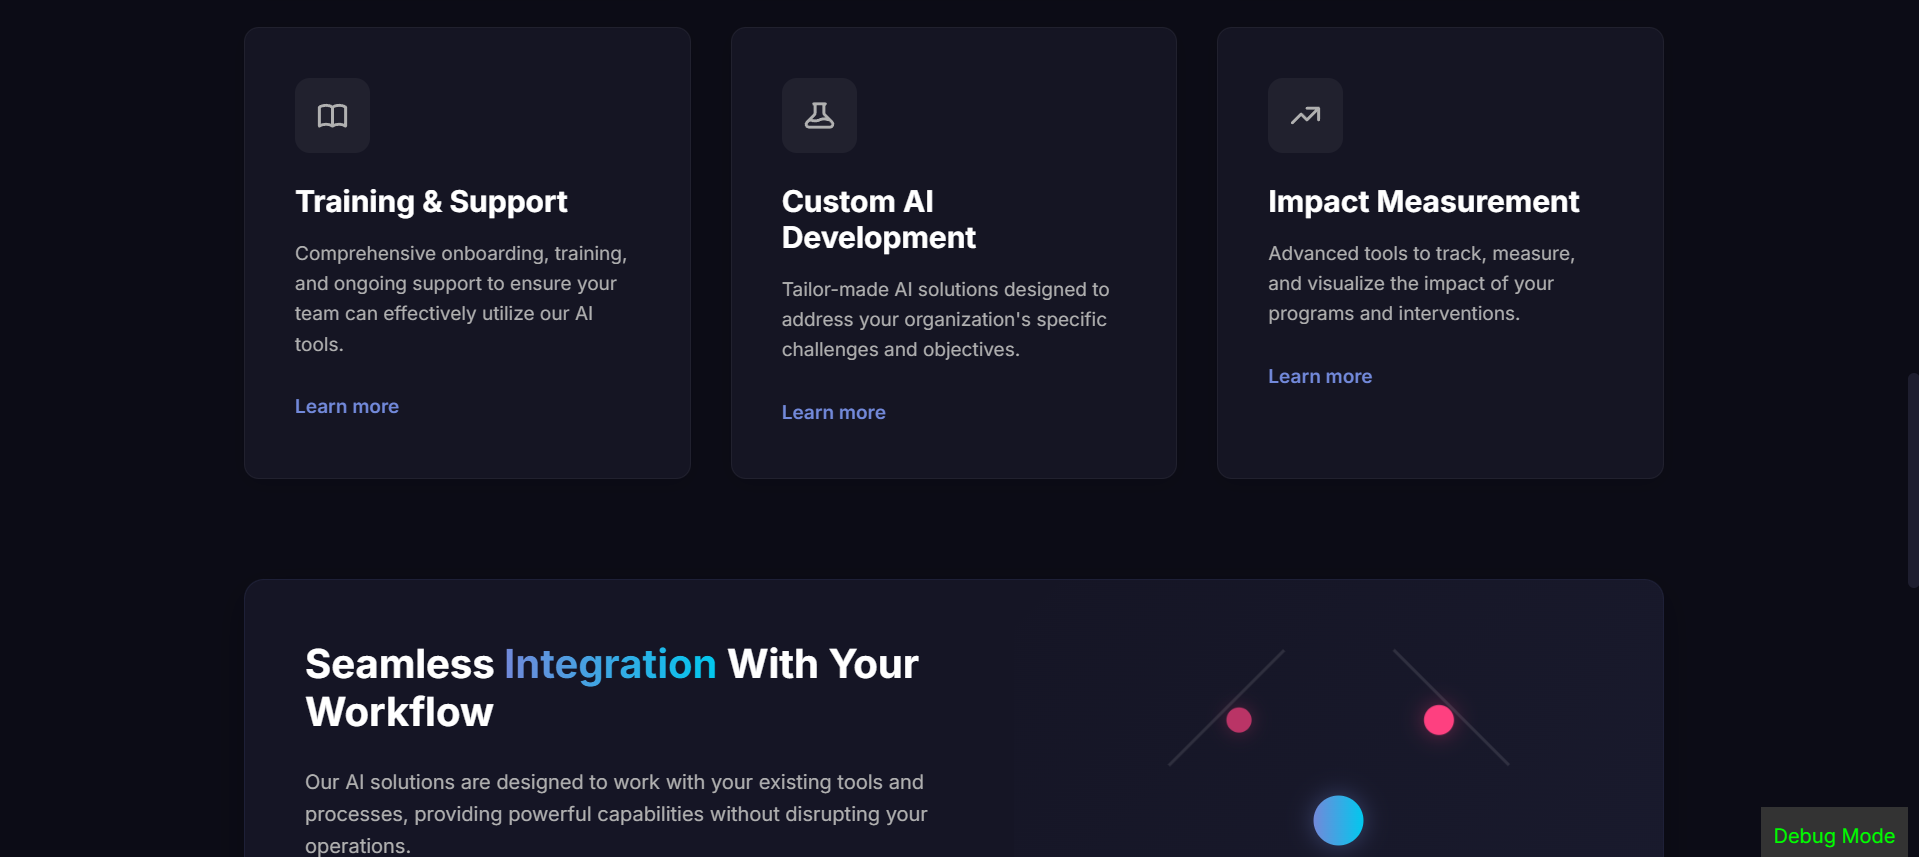 Training & Support
Comprehensive onboarding, training,
and ongoing support to ensure your
team can effectively utilize our AI
tools.
Learn more
Custom AI
Development
Tailor-made AI solutions designed to
address your organization's specific
challenges and objectives.
Learn more
Impact Measurement
Advanced tools to track, measure,
and visualize the impact of your
programs and interventions.
Learn more
Seamless Integration With Your
Workflow
Our AI solutions are designed to work with your existing tools and
processes, providing powerful capabilities without disrupting your
operations.
Debug Mode